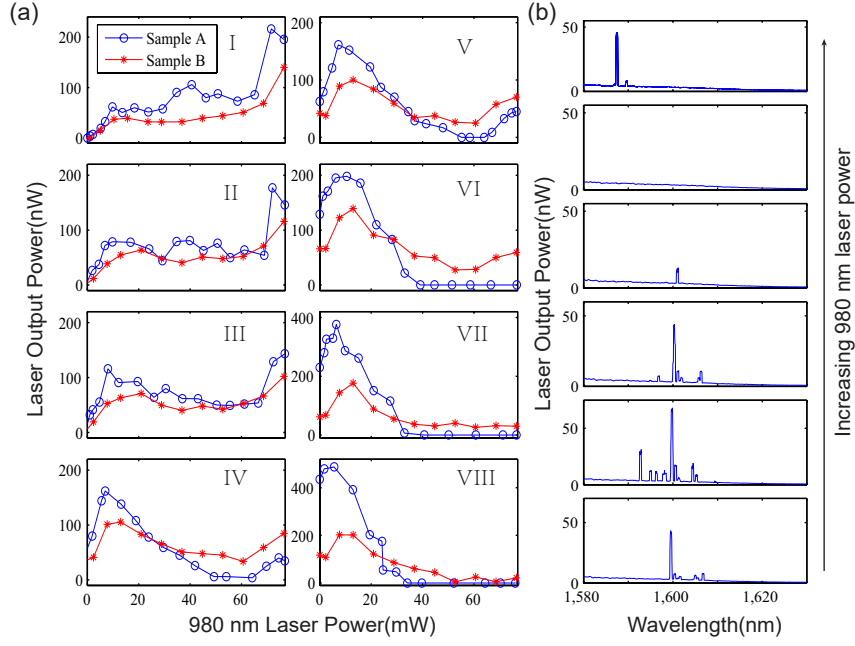 (a)
(b)
Sample A
Sample B
I
II
III
IV
V
VI
VII
VIII
200
100
0
200
100
0
200
100
0
200
100
0
0
20
40
60
200
100
0
200
100
0
400
200
0
400
200
0
0
20
40
60
Laser Output Power(nW)
980 nm Laser Power(mW)
50
0
50
0
50
0
50
0
50
0
50
0
1,580
1,600
1,620
Laser Output Power(nW)
Wavelength(nm)
Increasing 980 nm laser power